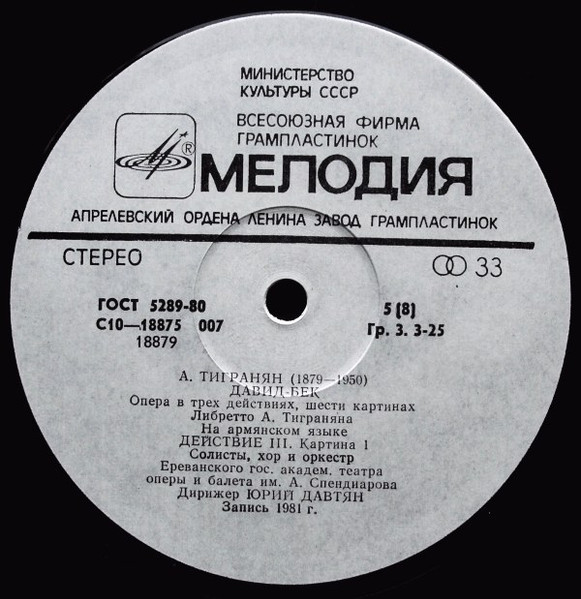 МИНИСТЕРСТВО
КУЛЬТУРЫ СССР
ВСЕСОЮЗНАЯ ФИРМА
ГРАМПЛАСТИНОК
®
МЕЛОДИЯ
АПРЕЛЕВСКИЙ ОРДЕНА ЛЕНИНА ЗАВОД ГРАМПЛАСТИНОК
СТЕРЕО
33
ГОСТ 5289-80
5 (8)
С10—18875 007
Гр. 3. 3-25
18879
А. ТИГРАНЯН (1879—1950)
ДАВИД-БЕК
Опера в трех действиях, шести картинах
Либретто А. Тиграняна
На армянском языке
ДЕЙСТВИЕ III. Картина 1
Солисты, хор и оркестр
Ереванского гос. академ. театра
оперы и балета им. А. Спендиарова
Дирижер ЮРИЙ ДАВТЯН
Запись 1981 г.